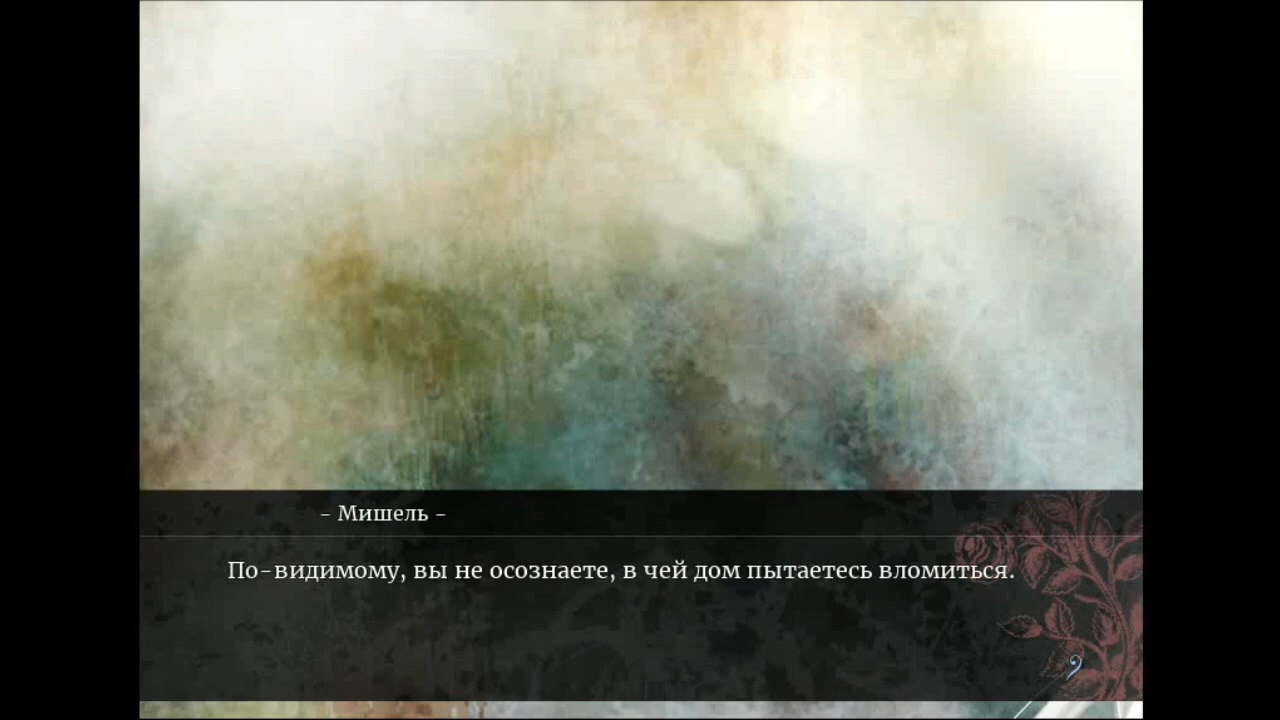 - Мишель -
По-видимому, вы не осознаете, в чей дом пытаетесь вломиться.